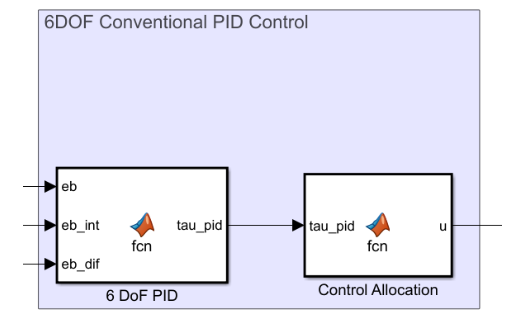 6DOF Conventional PID Control
eb
eb_int
eb_dif
tau_pid
fcn
6 DoF PID
tau_pid
u
fcn
Control Allocation